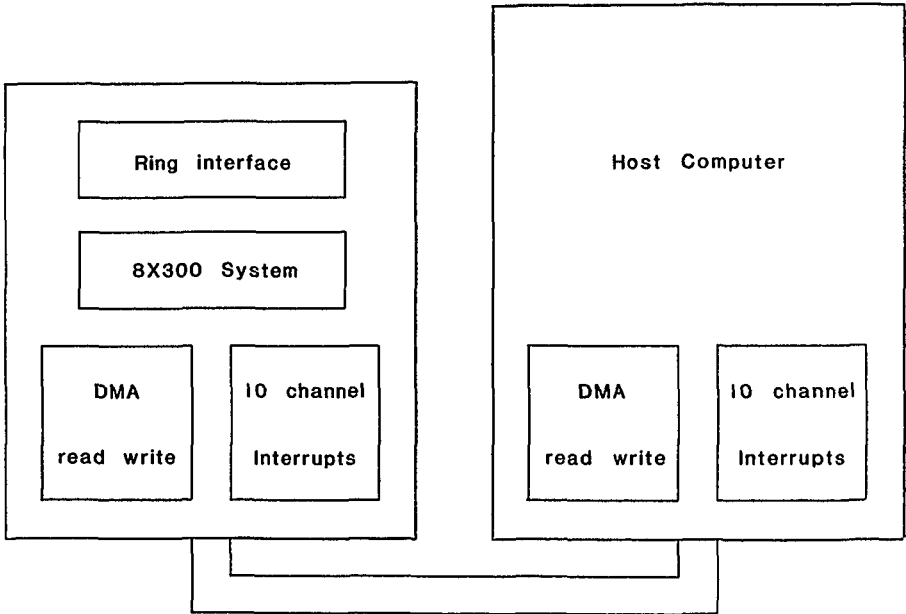 Ring interface
Host Computer
8X300 System
DMA
read write
IO channel
Interrupts
DMA
read write
IO channel
Interrupts